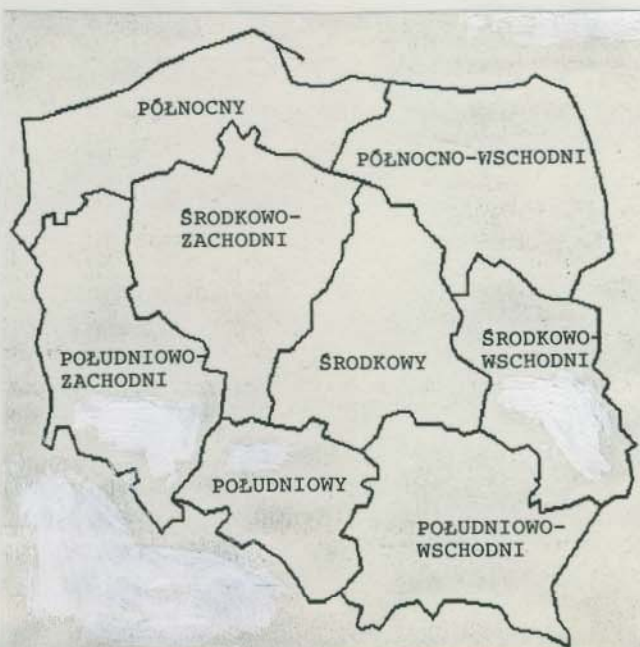 PÓŁNOCNY
PÓŁNOCNO-WSCHODNI
ŚRODKOWO-
ZACHODNI
POŁUDNIOWO-
ZACHODNI
ŚRODKOWY
ŚRODKOWO-
WSCHODNI
POŁUDNIOWY
POŁUDNIOWO-
WSCHODNI